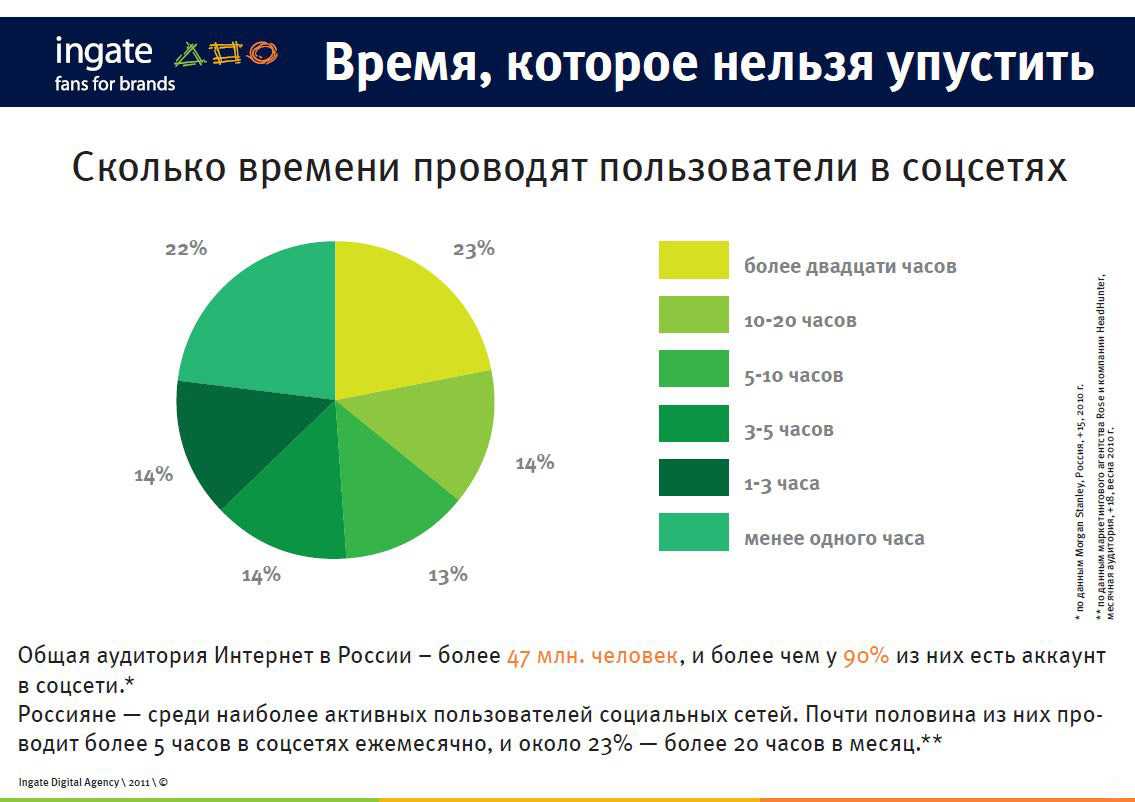 ingate
fans for brands
Время, которое нельзя упустить
Сколько времени проводят пользователи в соцсетях
22%
23%
14%
14%
14%
13%
более двадцати часов
10-20 часов
5-10 часов
3-5 часов
1-3 часа
менее одного часа
* по данным Morgan Stanley, Россия, +15, 2010 г.
** по данным маркетингового агентства Rose и компании HeadHunter,
месячная аудитория, +18, весна 2010 г.
Общая аудитория Интернет в России – более 47 млн. человек, и более чем у 90% из них есть аккаунт
в соцсети.*
Россияне — среди наиболее активных пользователей социальных сетей. Почти половина из них про-
водит более 5 часов в соцсетях ежемесячно, и около 23% — более 20 часов в месяц.**
Ingate Digital Agency \ 2011 \ ©